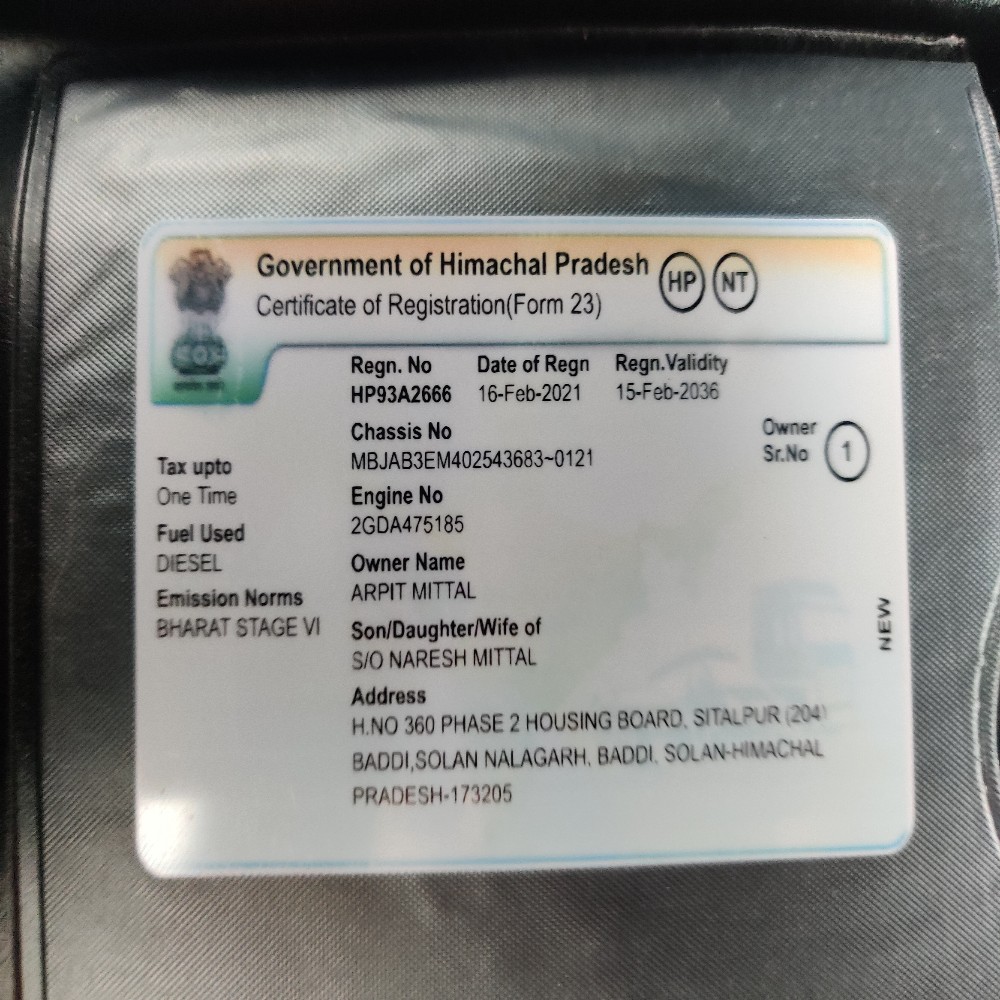 Government of Himachal Pradesh HP NT
Certificate of Registration(Form 23)
Regn. No Date of Regn Regn.Validity
HP93A2666 16-Feb-2021 15-Feb-2036
Chassis No
MBJAB3EM402543683~0121
Owner
Sr.No 1
Tax upto
One Time
Engine No
2GDA475185
Fuel Used
DIESEL
Owner Name
ARPIT MITTAL
Emission Norms
BHARAT STAGE VI
Son/Daughter/Wife of
S/O NARESH MITTAL
NEW
Address
H.NO 360 PHASE 2 HOUSING BOARD, SITALPUR (204)
BADDI,SOLAN NALAGARH, BADDI, SOLAN-HIMACHAL
PRADESH-173205